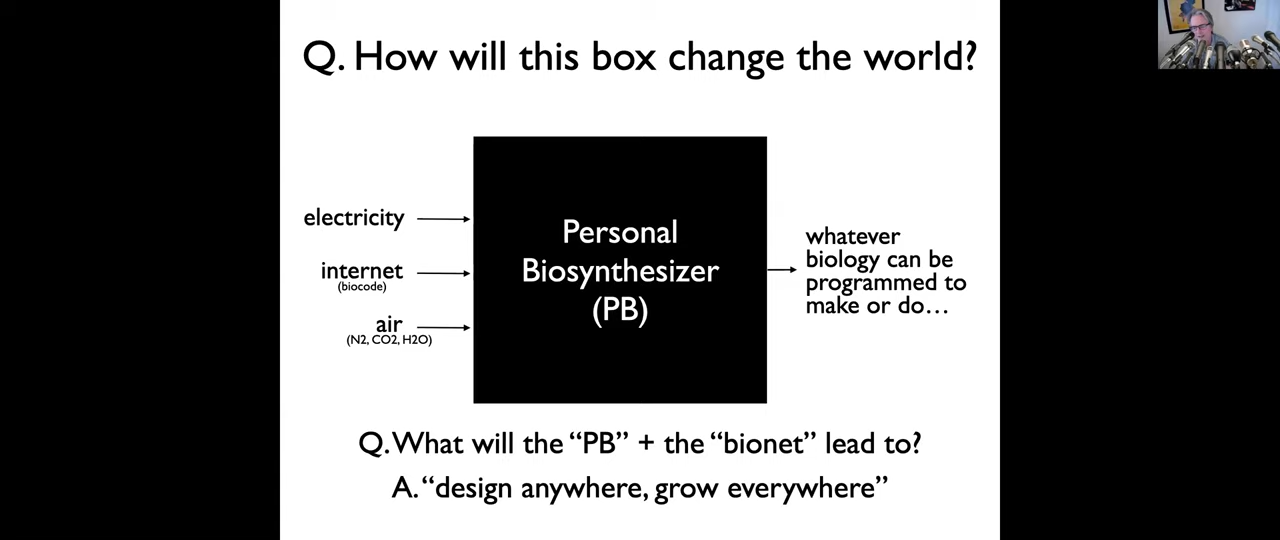 Q. How will this box change the world?
electricity
internet
(biocode)
air
(N2, CO2, H2O)
Personal
Biosynthesizer
(PB)
whatever
biology can be
programmed to
make or do…
Q. What will the “PB” + the “bionet” lead to?
A. “design anywhere, grow everywhere”